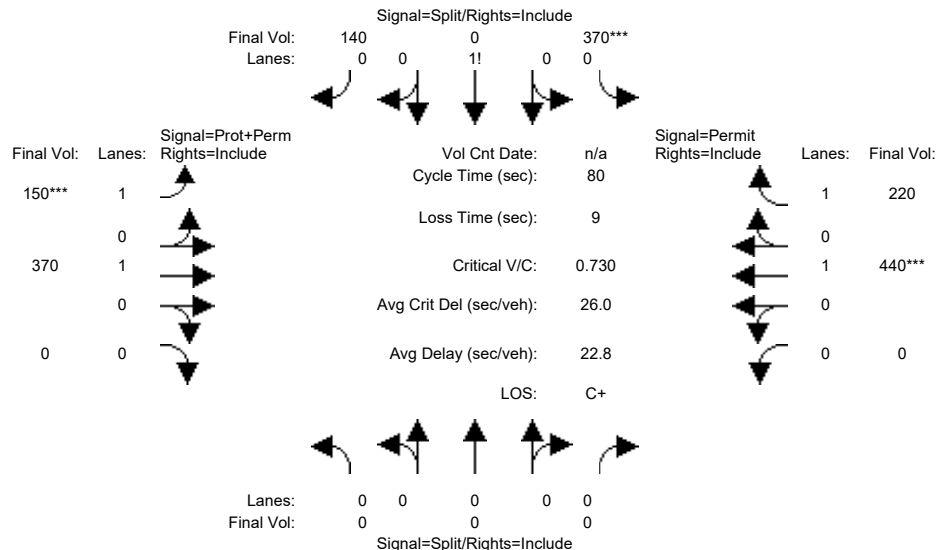 Signal=Split/Rights=Include
Final Vol: 140 0 370***
Lanes: 0 0 1! 0 0
Signal=Prot+Perm
Final Vol: Lanes: Rights=Include
Vol Cnt Date: n/a
Signal=Permit
Rights=Include Lanes: Final Vol:
Cycle Time (sec): 80
150*** 1
1 220
Loss Time (sec): 9
0
0
370 1
Critical V/C: 0.730
1 440***
0
Avg Crit Del (sec/veh): 26.0
0
0 0
Avg Delay (sec/veh): 22.8
0 0
LOS: C+
Lanes: 0 0 0 0 0
Final Vol: 0 0 0
Signal=Split/Rights=Include